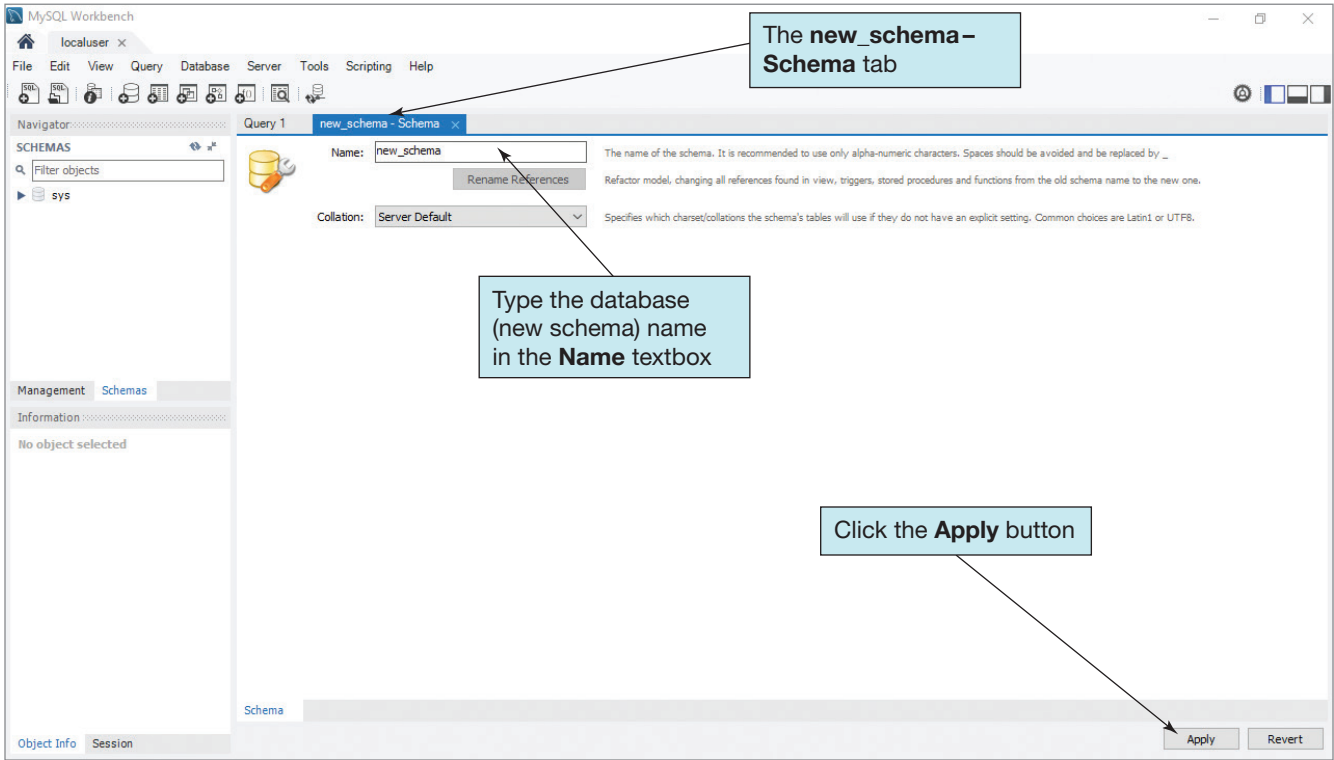 MySQL Workbench
localuser
File Edit View Query Database Server Tools Scripting Help
The new_schema–
Schema tab
Navigator
SCHEMAS
Filter objects
sys
Management Schemas
Information
No object selected
Object Info Session
Query 1 new_schema - Schema
Name: new_schema
The name of the schema. It is recommended to use only alpha-numeric characters. Spaces should be avoided and be replaced by _
Rename References
Refactor model, changing all references found in view, triggers, stored procedures and functions from the old schema name to the new one.
Collation: Server Default
Specifies which charset/collations the schema's tables will use if they do not have an explicit setting. Common choices are Latin1 or UTF8.
Type the database
(new schema) name
in the Name textbox
Click the Apply button
Schema
Apply Revert